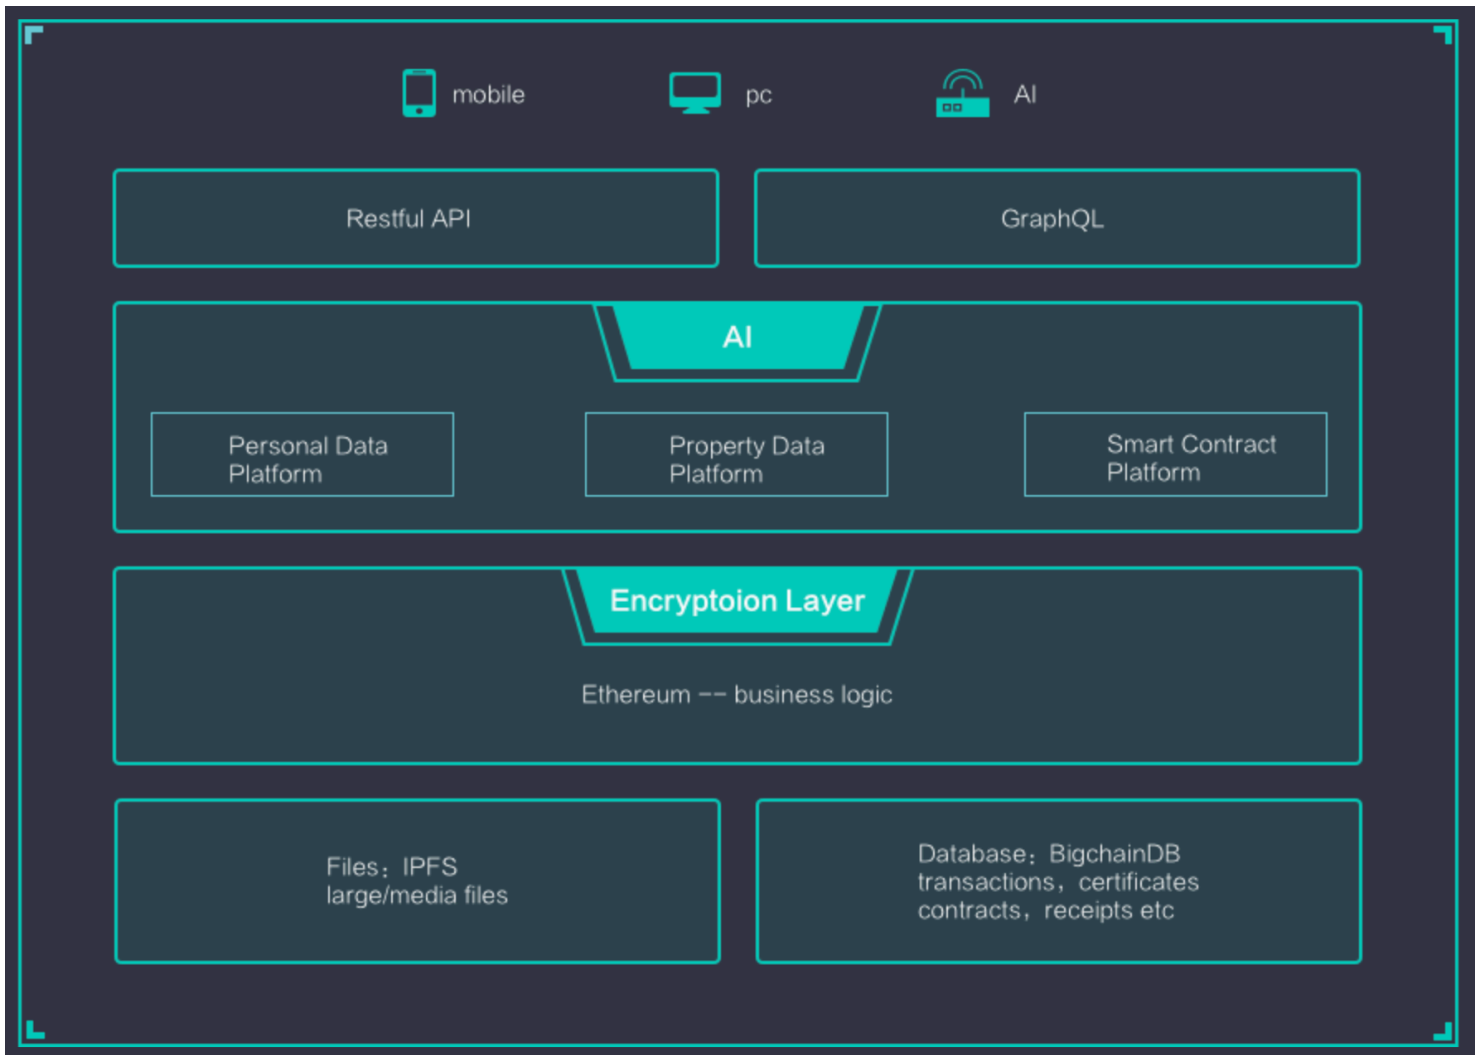 mobile
pc
AI
Restful API
GraphQL
AI
Personal Data
Platform
Property Data
Platform
Smart Contract
Platform
Encryptoion Layer
Ethereum -- business logic
Files：IPFS
large/media files
Database：BigchainDB
transactions，certificates
contracts，receipts etc